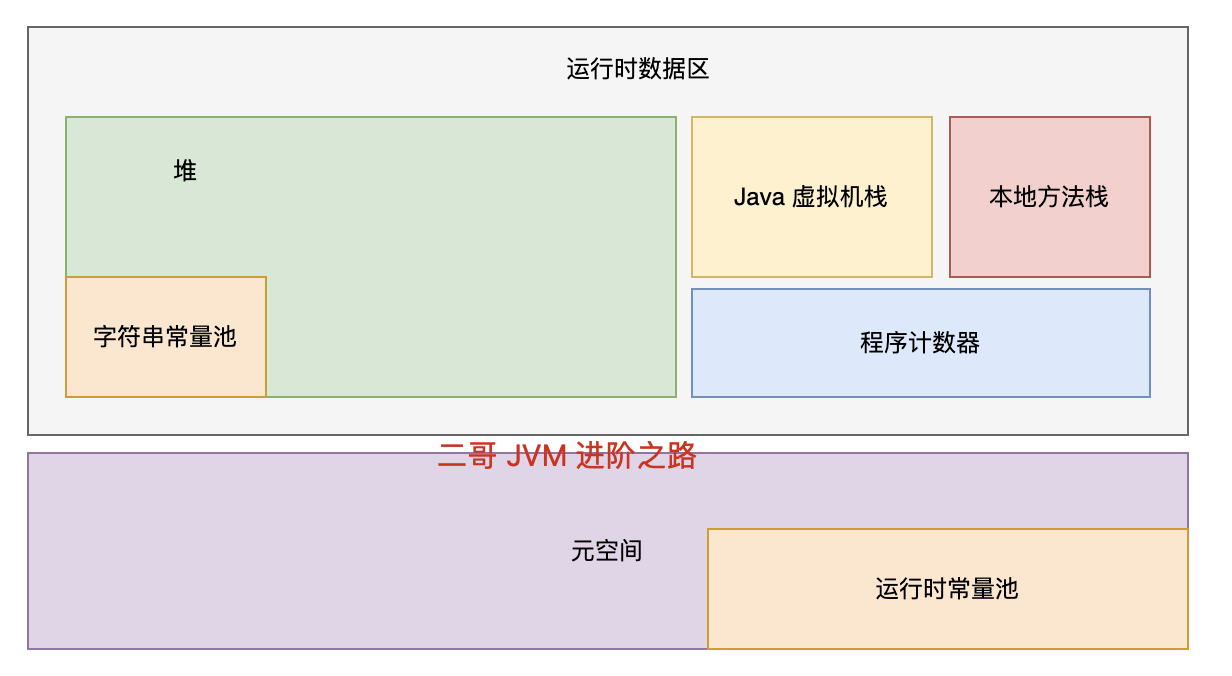 运行时数据区
堆
Java 虚拟机栈
本地方法栈
字符串常量池
程序计数器
二哥 JVM 进阶之路
元空间
运行时常量池